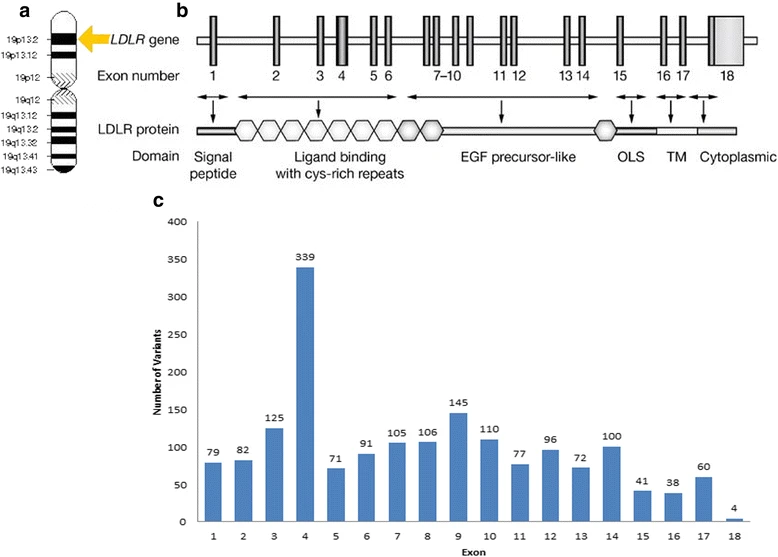 a
19p13:2
LDLR gene
19p13:12
19p12
19q12
19q13:12
19q13:2
19q13:32
19q13:41
19q13:43
b
Exon number
1 2 3 4 5 6 7–10 11 12 13 14 15 16 17 18
LDLR protein
Domain
Signal peptide
Ligand binding
with cys-rich repeats
EGF precursor-like
OLS
TM
Cytoplasmic
c
Number of Variants
400
350
300
250
200
150
100
50
0
79 82 125 339 71 91 105 106 145 110 77 96 72 100 41 38 60 4
1 2 3 4 5 6 7 8 9 10 11 12 13 14 15 16 17 18
Exon